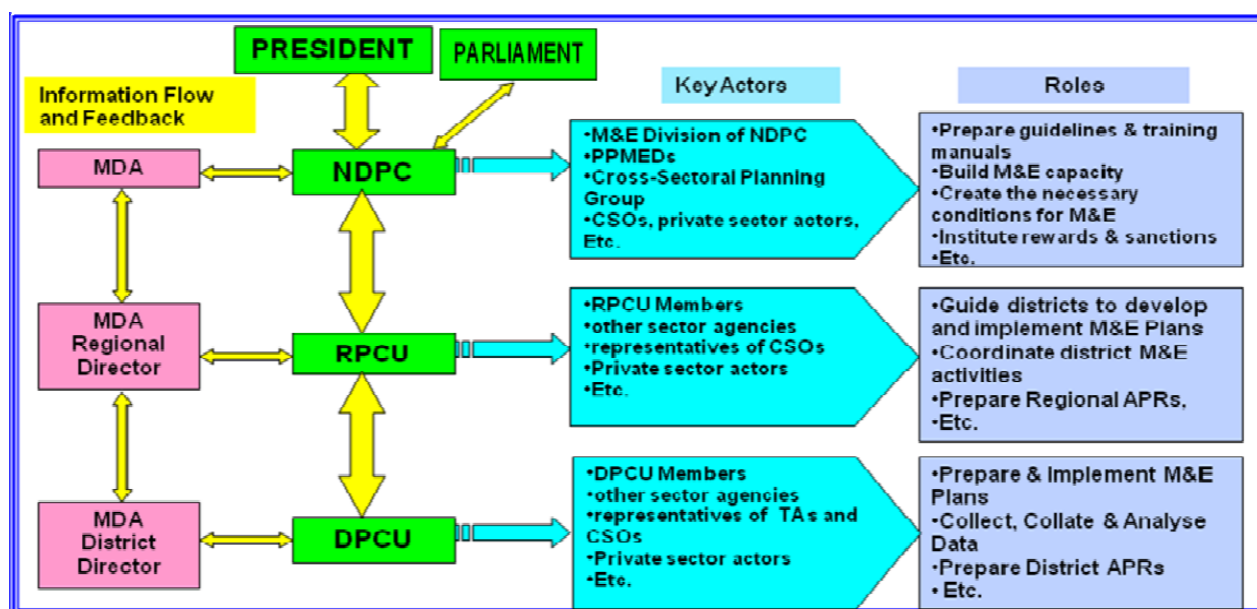 PRESIDENT
PARLIAMENT
Information Flow
and Feedback
Key Actors
Roles
MDA
NDPC
•M&E Division of NDPC
•PPMEDs
•Cross-Sectoral Planning
Group
•CSOs, private sector actors,
Etc.
•Prepare guidelines & training
manuals
•Build M&E capacity
•Create the necessary
conditions for M&E
•Institute rewards & sanctions
•Etc.
MDA
Regional
Director
RPCU
•RPCU Members
•other sector agencies
•representatives of CSOs
•Private sector actors
•Etc.
•Guide districts to develop
and implement M&E Plans
•Coordinate district M&E
activities
•Prepare Regional APRs,
•Etc.
MDA
District
Director
DPCU
•DPCU Members
•other sector agencies
•representatives of TAs and
CSOs
•Private sector actors
•Etc.
•Prepare & Implement M&E
Plans
•Collect, Collate & Analyse
Data
•Prepare District APRs
• Etc.